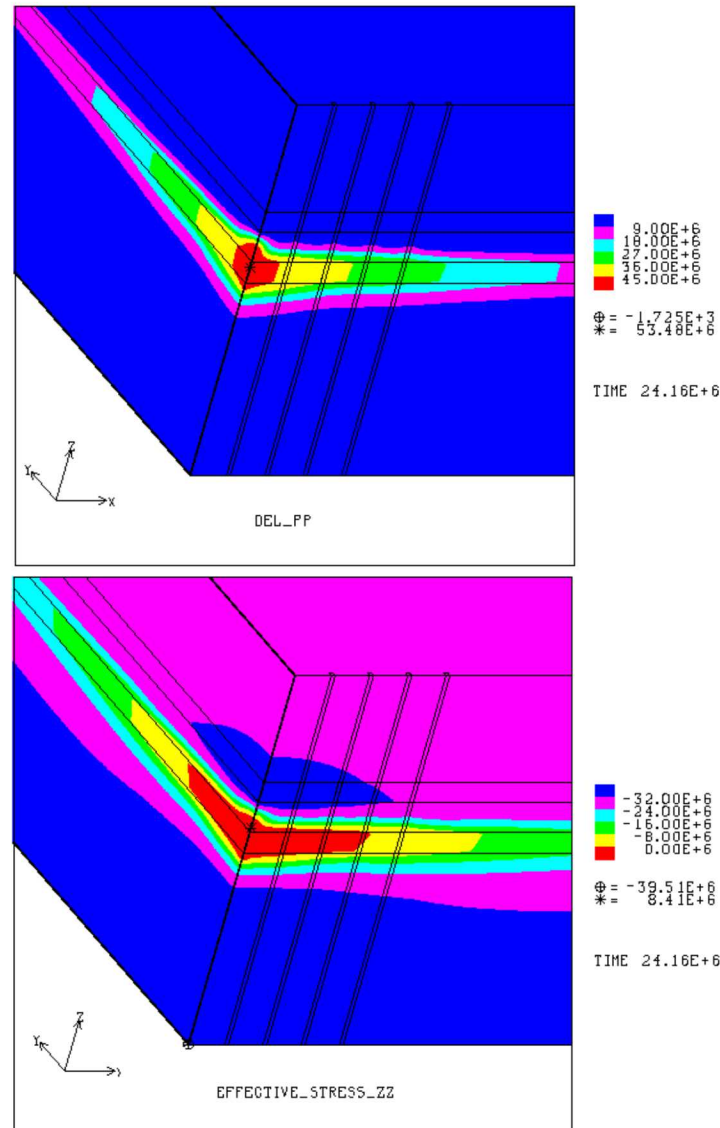 9.00E+6
18.00E+6
27.00E+6
36.00E+6
45.00E+6
⊕ = -1.725E+3
* = 53.48E+6
TIME 24.16E+6
Z
Y
X
DEL_PP
-32.00E+6
-24.00E+6
-16.00E+6
-8.00E+6
0.00E+6
⊕ = -39.51E+6
* = 8.41E+6
TIME 24.16E+6
Z
Y
EFFECTIVE_STRESS_ZZ